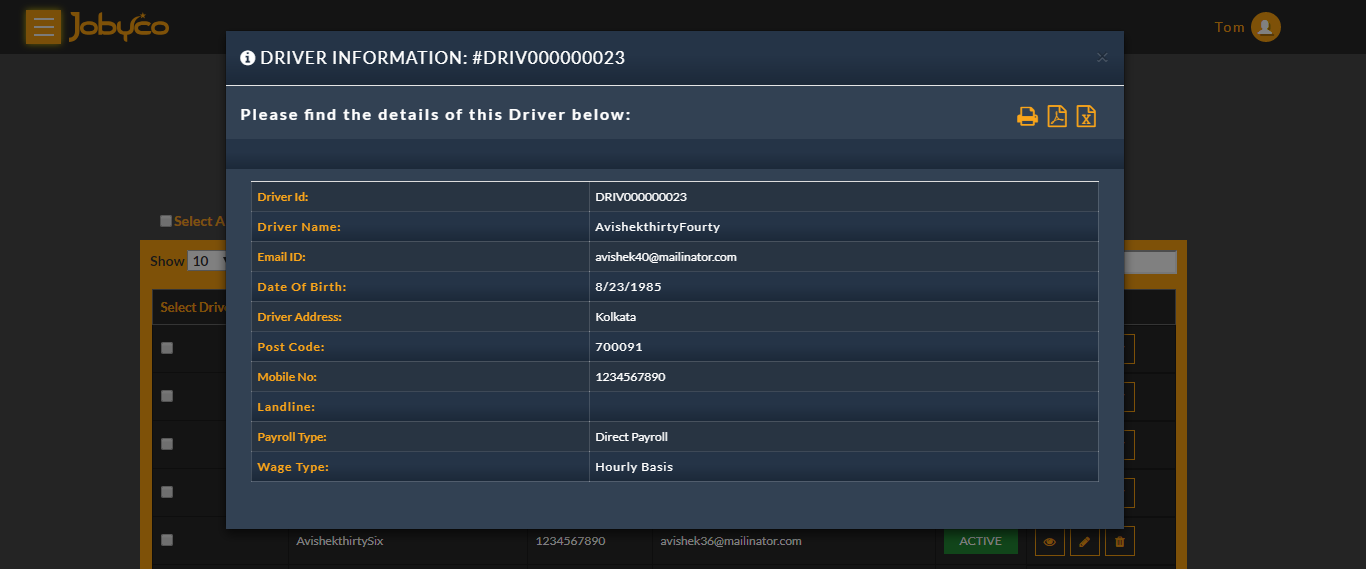 Jobyco
Tom
DRIVER INFORMATION: #DRIV000000023
×
Please find the details of this Driver below:
Driver Id: DRIV000000023
Driver Name: AvishekthirtyFourty
Email ID: avishek40@mailinator.com
Date Of Birth: 8/23/1985
Driver Address: Kolkata
Post Code: 700091
Mobile No: 1234567890
Landline:
Payroll Type: Direct Payroll
Wage Type: Hourly Basis
Select A
Show 10
Select Drive
AvishekthirtySix 1234567890 avishek36@mailinator.com ACTIVE